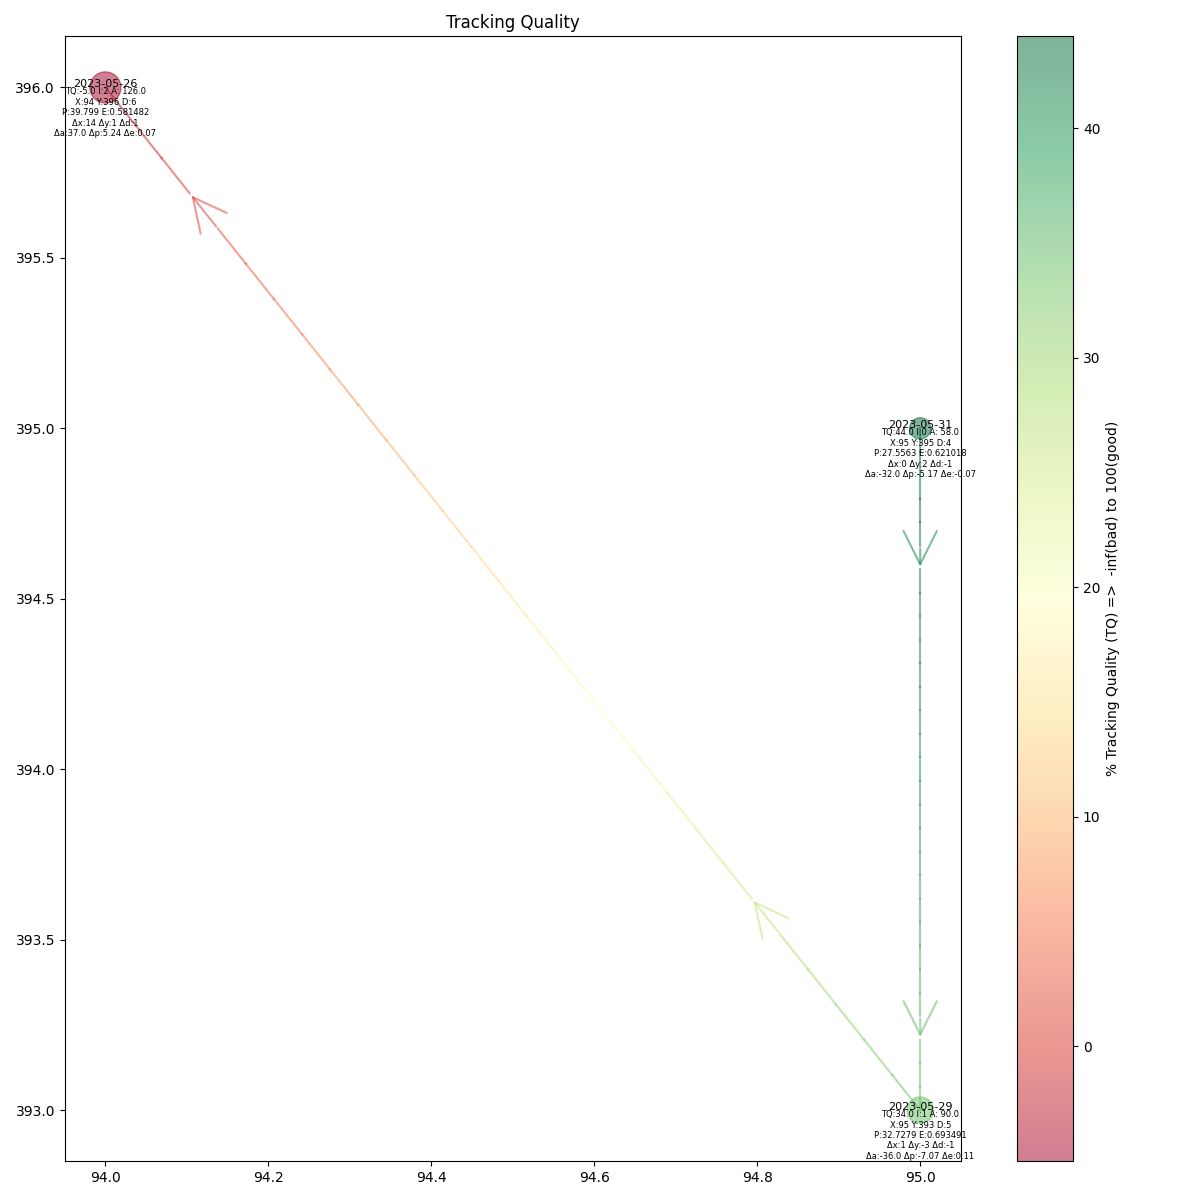 Tracking Quality
396.0
395.5
395.0
394.5
394.0
393.5
393.0
94.0
94.2
94.4
94.6
94.8
95.0
2023-05-26
TQ:-5.0 I:2 A: 126.0
X:94 Y:396 D:6
P:39.799 E:0.581482
Δx:14 Δy:1 Δd:1
Δa:37.0 Δp:5.24 Δe:0.07
2023-05-31
TQ:44.0 I:0 A: 58.0
X:95 Y:395 D:4
P:27.5563 E:0.621018
Δx:0 Δy:2 Δd:-1
Δa:-32.0 Δp:-5.17 Δe:-0.07
2023-05-29
TQ:34.0 I:1 A: 90.0
X:95 Y:393 D:5
P:32.7279 E:0.693491
Δx:1 Δy:-3 Δd:-1
Δa:-36.0 Δp:-7.07 Δe:0.11
40
30
20
10
0
% Tracking Quality (TQ) => -inf(bad) to 100(good)